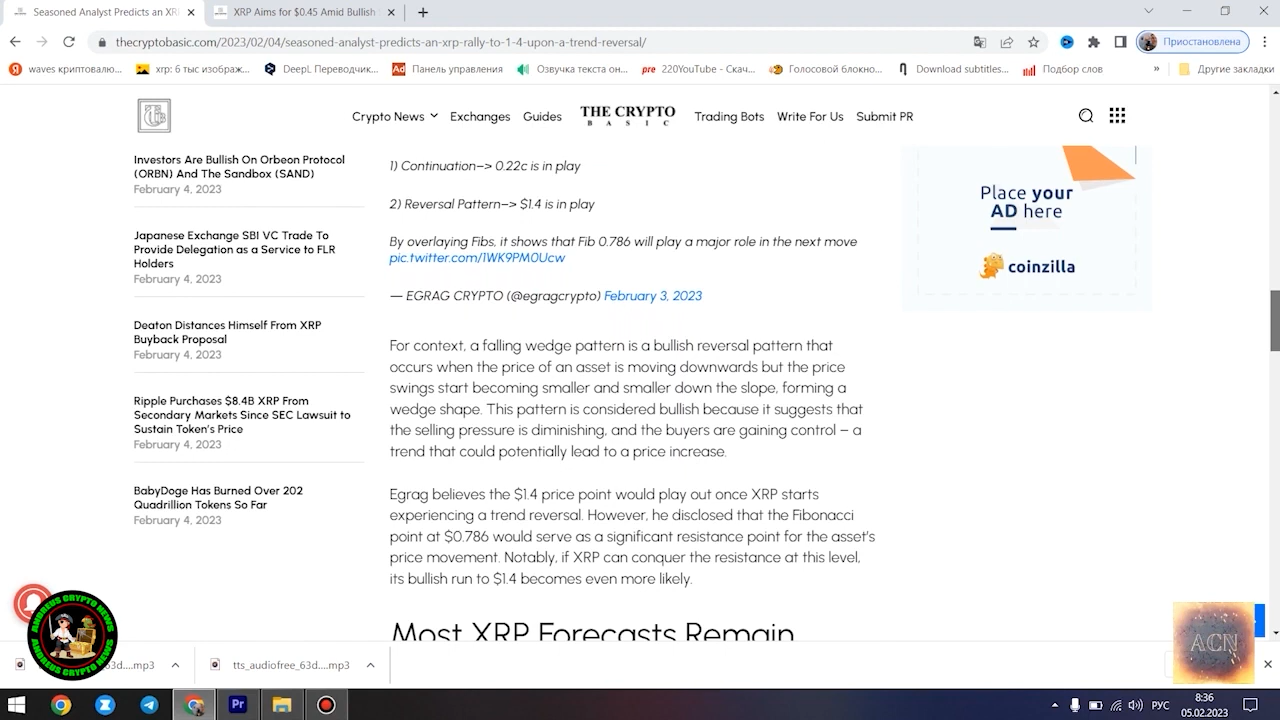 Seasoned Analyst Predicts an XR
XRP Aims for $0.45 Amid Bullish
thecryptobasic.com/2023/02/04/seasoned-analyst-predicts-an-xrp-rally-to-1-4-upon-a-trend-reversal/
Приостановлена
waves криптовалю...
xrp: 6 тыс изображ...
DeepL Переводчик...
Панель управления
Озвучка текста он...
220YouTube - Скач...
Голосовой блокно...
Download subtitles...
Подбор слов
»
Другие закладки
Crypto News
Exchanges
Guides
THE CRYPTO
BASIC
Trading Bots
Write For Us
Submit PR
Investors Are Bullish On Orbeon Protocol
(ORBN) And The Sandbox (SAND)
February 4, 2023
Japanese Exchange SBI VC Trade To
Provide Delegation as a Service to FLR
Holders
February 4, 2023
Deaton Distances Himself From XRP
Buyback Proposal
February 4, 2023
Ripple Purchases $8.4B XRP From
Secondary Markets Since SEC Lawsuit to
Sustain Token's Price
February 4, 2023
BabyDoge Has Burned Over 202
Quadrillion Tokens So Far
February 4, 2023
1) Continuation–> 0.22c is in play
2) Reversal Pattern–> $1.4 is in play
By overlaying Fibs, it shows that Fib 0.786 will play a major role in the next move
pic.twitter.com/1WK9PM0Ucw
— EGRAG CRYPTO (@egragcrypto) February 3, 2023
For context, a falling wedge pattern is a bullish reversal pattern that
occurs when the price of an asset is moving downwards but the price
swings start becoming smaller and smaller down the slope, forming a
wedge shape. This pattern is considered bullish because it suggests that
the selling pressure is diminishing, and the buyers are gaining control – a
trend that could potentially lead to a price increase.
Egrag believes the $1.4 price point would play out once XRP starts
experiencing a trend reversal. However, he disclosed that the Fibonacci
point at $0.786 would serve as a significant resistance point for the asset's
price movement. Notably, if XRP can conquer the resistance at this level,
its bullish run to $1.4 becomes even more likely.
Most XRP Forecasts Remain
Place your
AD here
coinzilla
ANDREUS CRYPTO NEWS
ANDREUS CRYPTO NEWS
ACN
63d....mp3
tts_audiofree_63d....mp3
РУС
8:36
05.02.2023